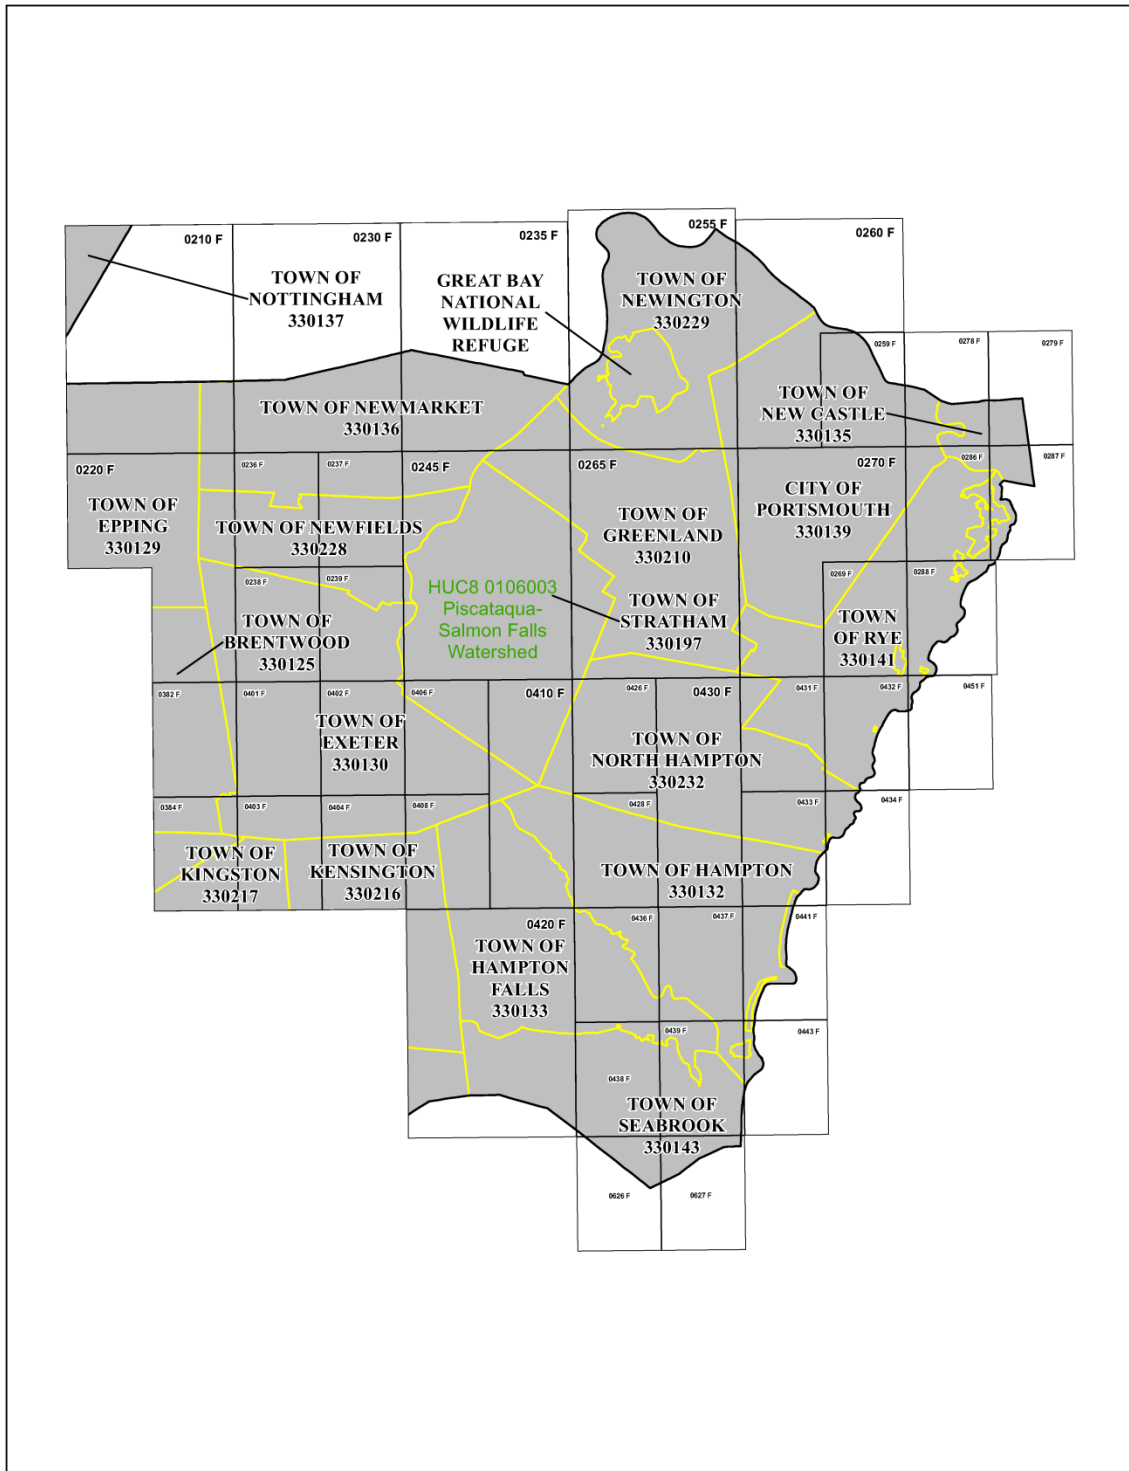 0210 F
0230 F
0235 F
0255 F
0260 F
TOWN OF
NOTTINGHAM
330137
GREAT BAY
NATIONAL
WILDLIFE
REFUGE
TOWN OF
NEWINGTON
330229
0259 F
0278 F
0279 F
TOWN OF NEWMARKET
330136
TOWN OF
NEW CASTLE
330135
0220 F
0236 F
0237 F
0245 F
0265 F
0270 F
0286 F
0287 F
TOWN OF
EPPING
330129
TOWN OF NEWFIELDS
330228
TOWN OF
GREENLAND
330210
CITY OF
PORTSMOUTH
330139
0238 F
0239 F
0269 F
0288 F
HUC8 0106003
Piscataqua-
Salmon Falls
Watershed
TOWN OF
BRENTWOOD
330125
TOWN OF
STRATHAM
330197
TOWN
OF RYE
330141
0382 F
0401 F
0402 F
0406 F
0410 F
0426 F
0430 F
0431 F
0432 F
0451 F
TOWN OF
EXETER
330130
TOWN OF
NORTH HAMPTON
330232
0384 F
0403 F
0404 F
0408 F
0428 F
0433 F
0434 F
TOWN OF
KINGSTON
330217
TOWN OF
KENSINGTON
330216
TOWN OF HAMPTON
330132
0420 F
0436 F
0437 F
0441 F
TOWN OF
HAMPTON
FALLS
330133
0439 F
0443 F
0438 F
TOWN OF
SEABROOK
330143
0626 F
0627 F